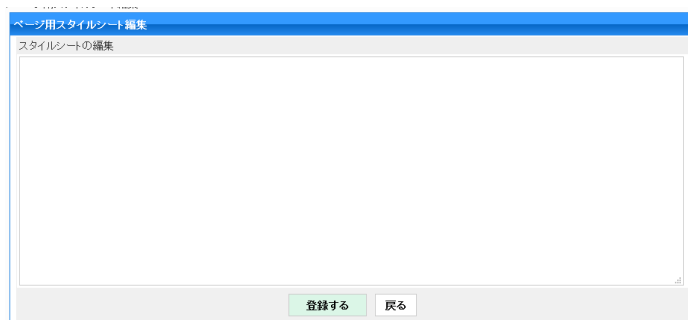 ページ用スタイルシート編集
スタイルシートの編集
登録する
戻る